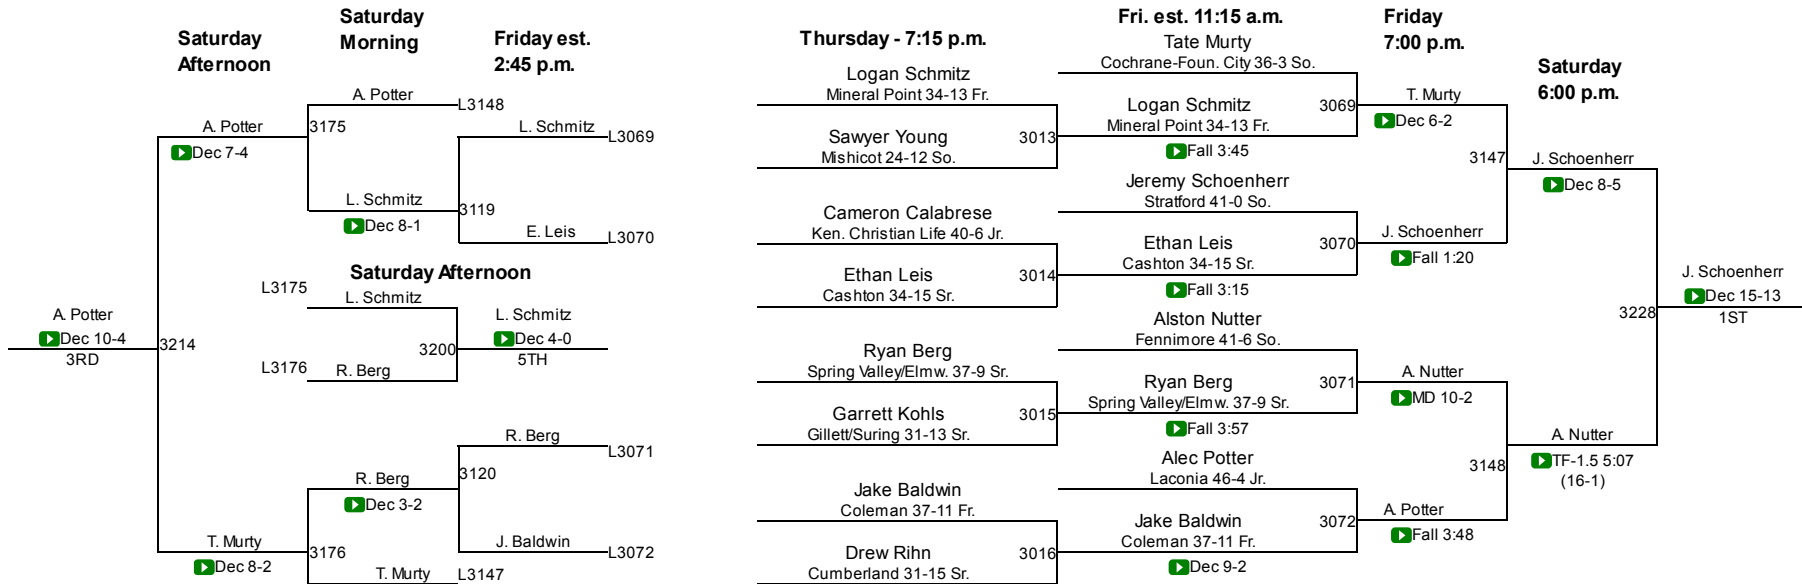 Saturday
Afternoon
Saturday
Morning
Friday est.
2:45 p.m.
A. Potter
L3148
3175
A. Potter
Dec 7-4
L. Schmitz
L3069
L. Schmitz
Dec 8-1
3119
E. Leis
L3070
Saturday Afternoon
L3175
L. Schmitz
A. Potter
Dec 10-4
3RD
3214
3200
L. Schmitz
Dec 4-0
5TH
L3176
R. Berg
R. Berg
L3071
3120
R. Berg
Dec 3-2
J. Baldwin
L3072
T. Murty
Dec 8-2
3176
T. Murty
L3147
Thursday - 7:15 p.m.
Fri. est. 11:15 a.m.
Friday
7:00 p.m.
Saturday
6:00 p.m.
Logan Schmitz
Mineral Point 34-13 Fr.
3013
Sawyer Young
Mishicot 24-12 So.
Cameron Calabrese
Ken. Christian Life 40-6 Jr.
3014
Ethan Leis
Cashton 34-15 Sr.
Ryan Berg
Spring Valley/Elmw. 37-9 Sr.
3015
Garrett Kohls
Gillett/Suring 31-13 Sr.
Jake Baldwin
Coleman 37-11 Fr.
3016
Drew Rihn
Cumberland 31-15 Sr.
Tate Murty
Cochrane-Foun. City 36-3 So.
3069
Logan Schmitz
Mineral Point 34-13 Fr.
Fall 3:45
Jeremy Schoenherr
Stratford 41-0 So.
3070
Ethan Leis
Cashton 34-15 Sr.
Fall 3:15
Alston Nutter
Fennimore 41-6 So.
3071
Ryan Berg
Spring Valley/Elmw. 37-9 Sr.
Fall 3:57
Alec Potter
Laconia 46-4 Jr.
3072
Jake Baldwin
Coleman 37-11 Fr.
Dec 9-2
T. Murty
Dec 6-2
3147
J. Schoenherr
Fall 1:20
A. Nutter
MD 10-2
3148
A. Potter
Fall 3:48
J. Schoenherr
Dec 8-5
3228
A. Nutter
TF-1.5 5:07
(16-1)
J. Schoenherr
Dec 15-13
1ST